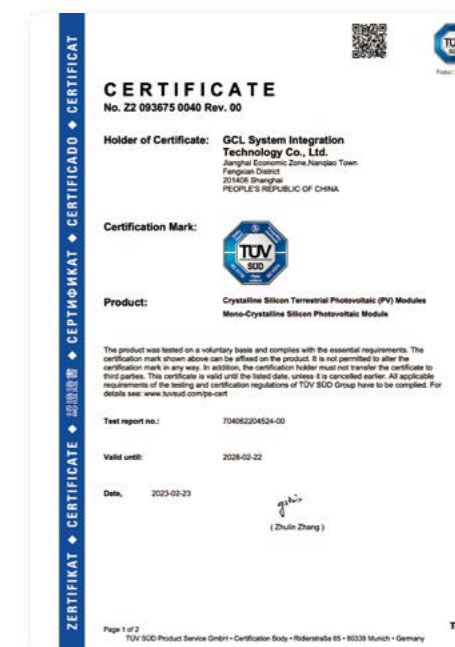 ZERTIFIKAT ◆ CERTIFICATE ◆ 認證證書 ◆ СЕРТИФИКАТ ◆ CERTIFICADO ◆ CERTIFICAT
CERTIFICATE
No. Z2 093675 0040 Rev. 00
Holder of Certificate: GCL System Integration
Technology Co., Ltd.
Jianghai Economic Zone,Nanqiao Town
Fengxian District
201406 Shanghai
PEOPLE'S REPUBLIC OF CHINA
Certification Mark:
TÜV
SÜD
Product: Crystalline Silicon Terrestrial Photovoltaic (PV) Modules
Mono-Crystalline Silicon Photovoltaic Module
The product was tested on a voluntary basis and complies with the essential requirements. The
certification mark shown above can be affixed on the product. It is not permitted to alter the
certification mark in any way. In addition, the certification holder must not transfer the certificate to
third parties. This certificate is valid until the listed date, unless it is cancelled earlier. All applicable
requirements of the testing and certification regulations of TÜV SÜD Group have to be complied. For
details see: www.tuvsud.com/ps-cert
Test report no.: 704062204524-00
Valid until: 2028-02-22
Date, 2023-02-23
( Zhulin Zhang )
Page 1 of 2
TÜV SÜD Product Service GmbH • Certification Body • Ridlerstraße 65 • 80339 Munich • Germany